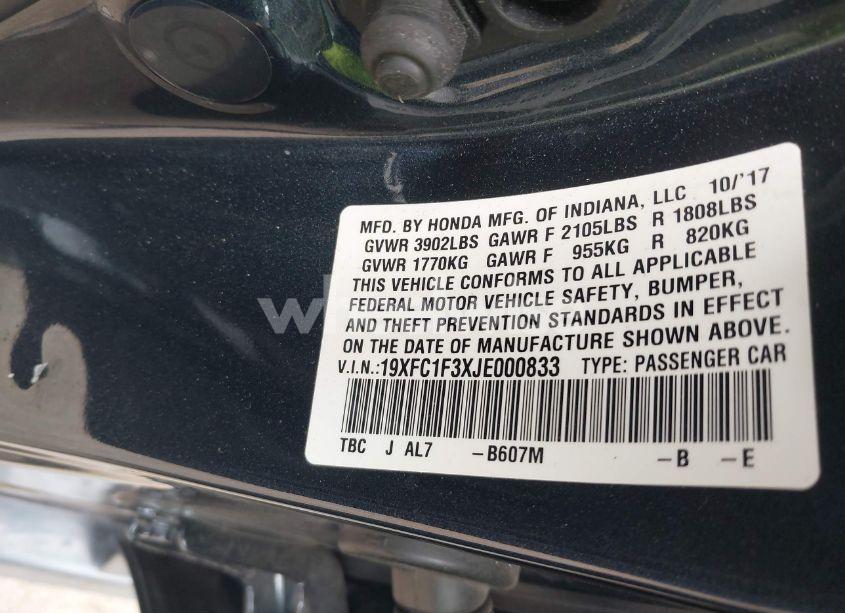 MFD. BY HONDA MFG. OF INDIANA, LLC 10/'17
GVWR 3902LBS GAWR F 2105LBS R 1808LBS
GVWR 1770KG GAWR F 955KG R 820KG
THIS VEHICLE CONFORMS TO ALL APPLICABLE
FEDERAL MOTOR VEHICLE SAFETY, BUMPER,
AND THEFT PREVENTION STANDARDS IN EFFECT
ON THE DATE OF MANUFACTURE SHOWN ABOVE.
V.I.N.:19XFC1F3XJE000833 TYPE: PASSENGER CAR
TBC J AL7 -B607M -B -E